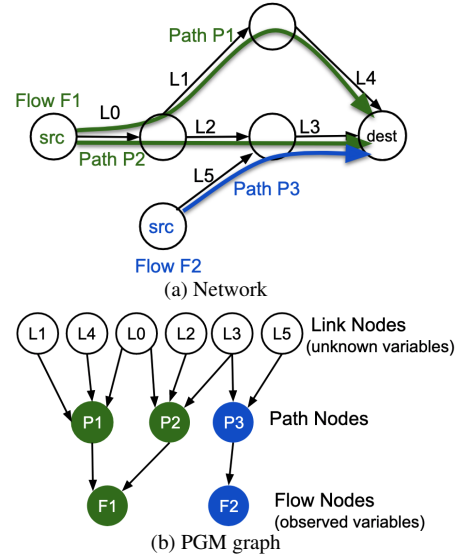 Path P1
L1
L4
Flow F1
L0
src
L2
L3
dest
Path P2
L5
Path P3
src
Flow F2
(a) Network
L1 L4 L0 L2 L3 L5 Link Nodes
(unknown variables)
P1 P2 P3 Path Nodes
F1 F2 Flow Nodes
(observed variables)
(b) PGM graph